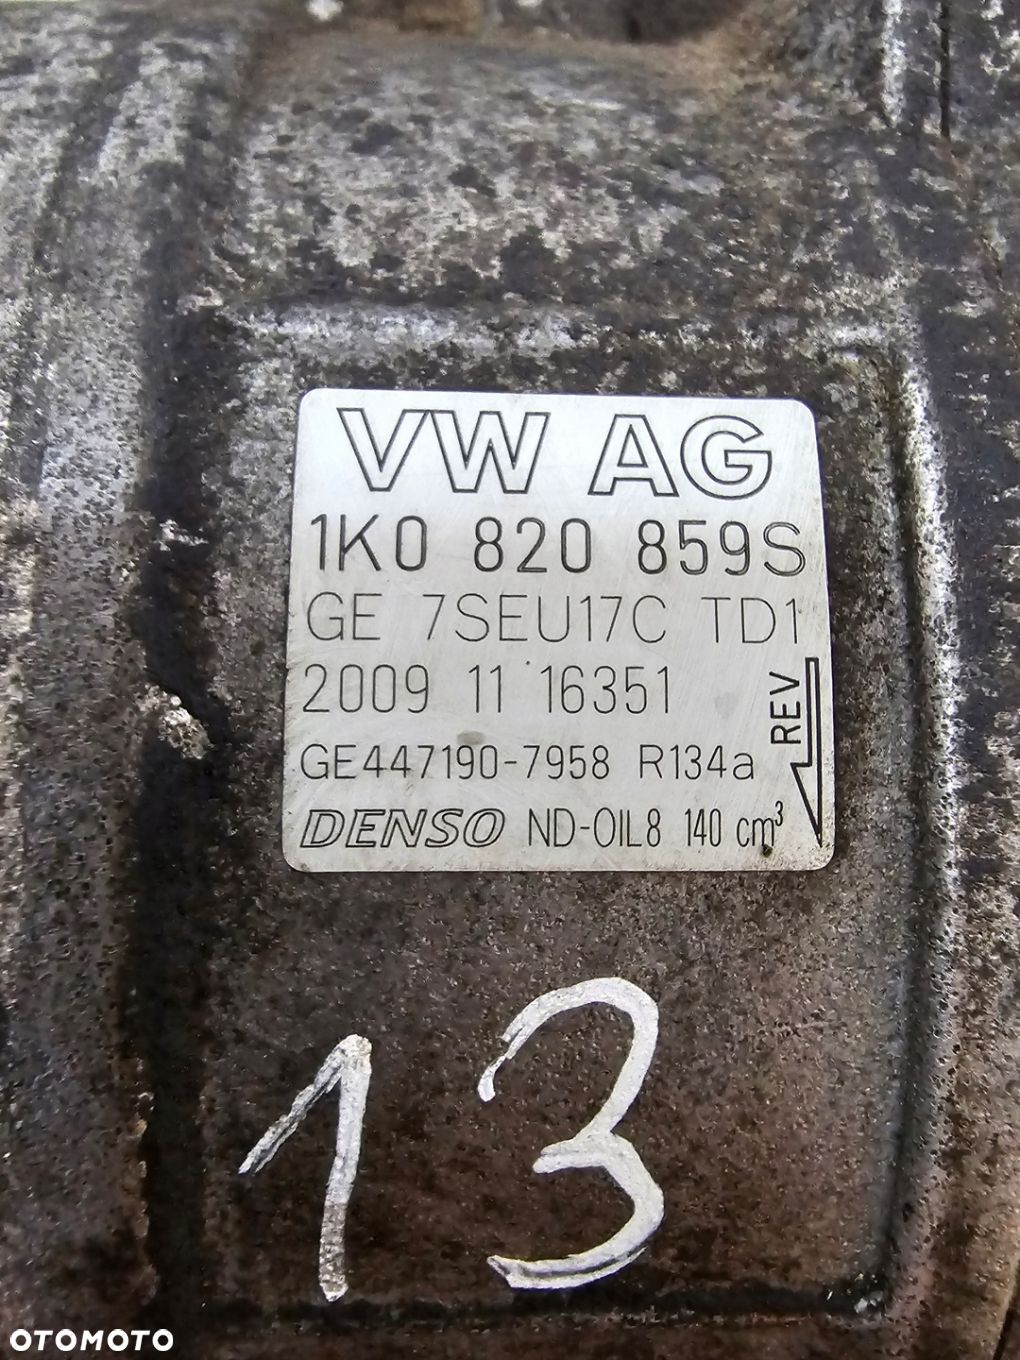 VW AG
1K0 820 859S
GE 7SEU17C TD1
2009 11 16351
REV
GE447190-7958 R134a
DENSO ND-OIL8 140 cm³
13
OTOMOTO